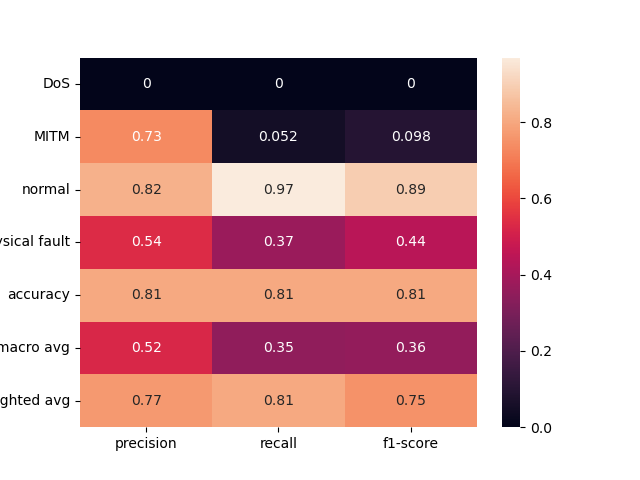 DoS 0 0 0
MITM 0.73 0.052 0.098 0.8
normal 0.82 0.97 0.89
0.6
ysical fault 0.54 0.37 0.44
0.4
accuracy 0.81 0.81 0.81
macro avg 0.52 0.35 0.36
0.2
ghted avg 0.77 0.81 0.75
0.0
precision recall f1-score